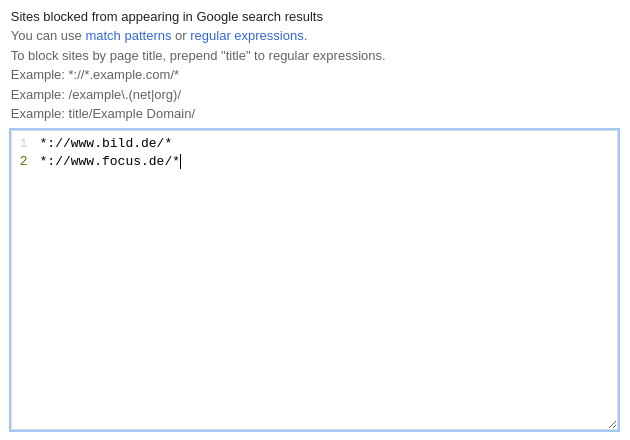 Sites blocked from appearing in Google search results
You can use match patterns or regular expressions.
To block sites by page title, prepend "title" to regular expressions.
Example: *://*.example.com/*
Example: /example\.(net|org)/
Example: title/Example Domain/
1 *://www.bild.de/*
2 *://www.focus.de/*